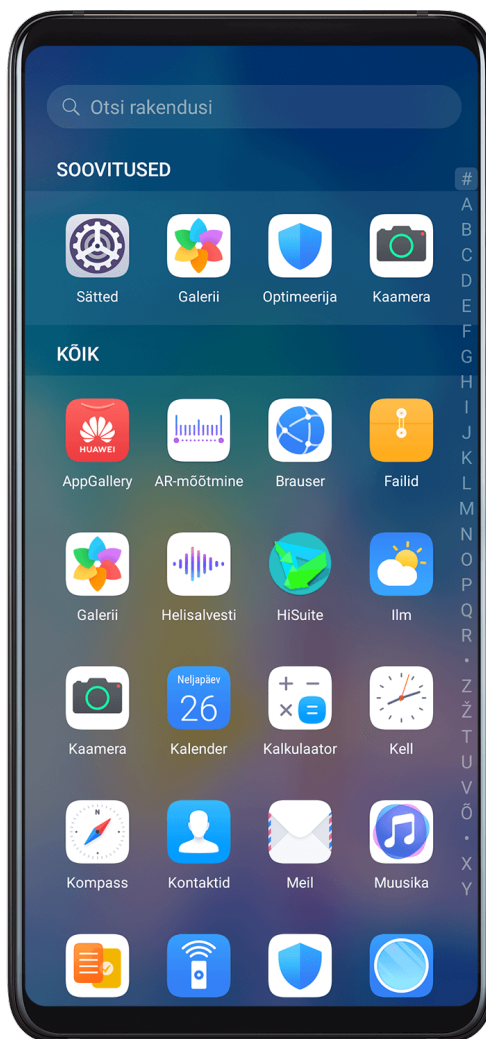 Otsi rakendusi
SOOVITUSED
Sätted Galerii Optimeerija Kaamera
KÕIK
HUAWEI
AppGallery AR-mõõtmine Brauser Failid
Galerii Helisalvesti HiSuite Ilm
Neljapäev
26
Kaamera Kalender Kalkulaator Kell
N
Kompass Kontaktid Meil Muusika
#
A
B
C
D
E
F
G
H
I
J
K
L
M
N
O
P
Q
R
•
Z
Ž
T
U
V
Õ
•
X
Y